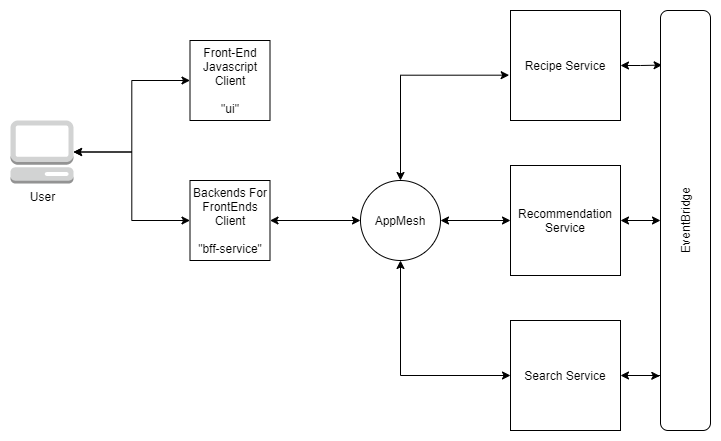 Front-End
Javascript
Client
"ui"
User
Backends For
FrontEnds
Client
"bff-service"
AppMesh
Recipe Service
Recommendation
Service
Search Service
EventBridge